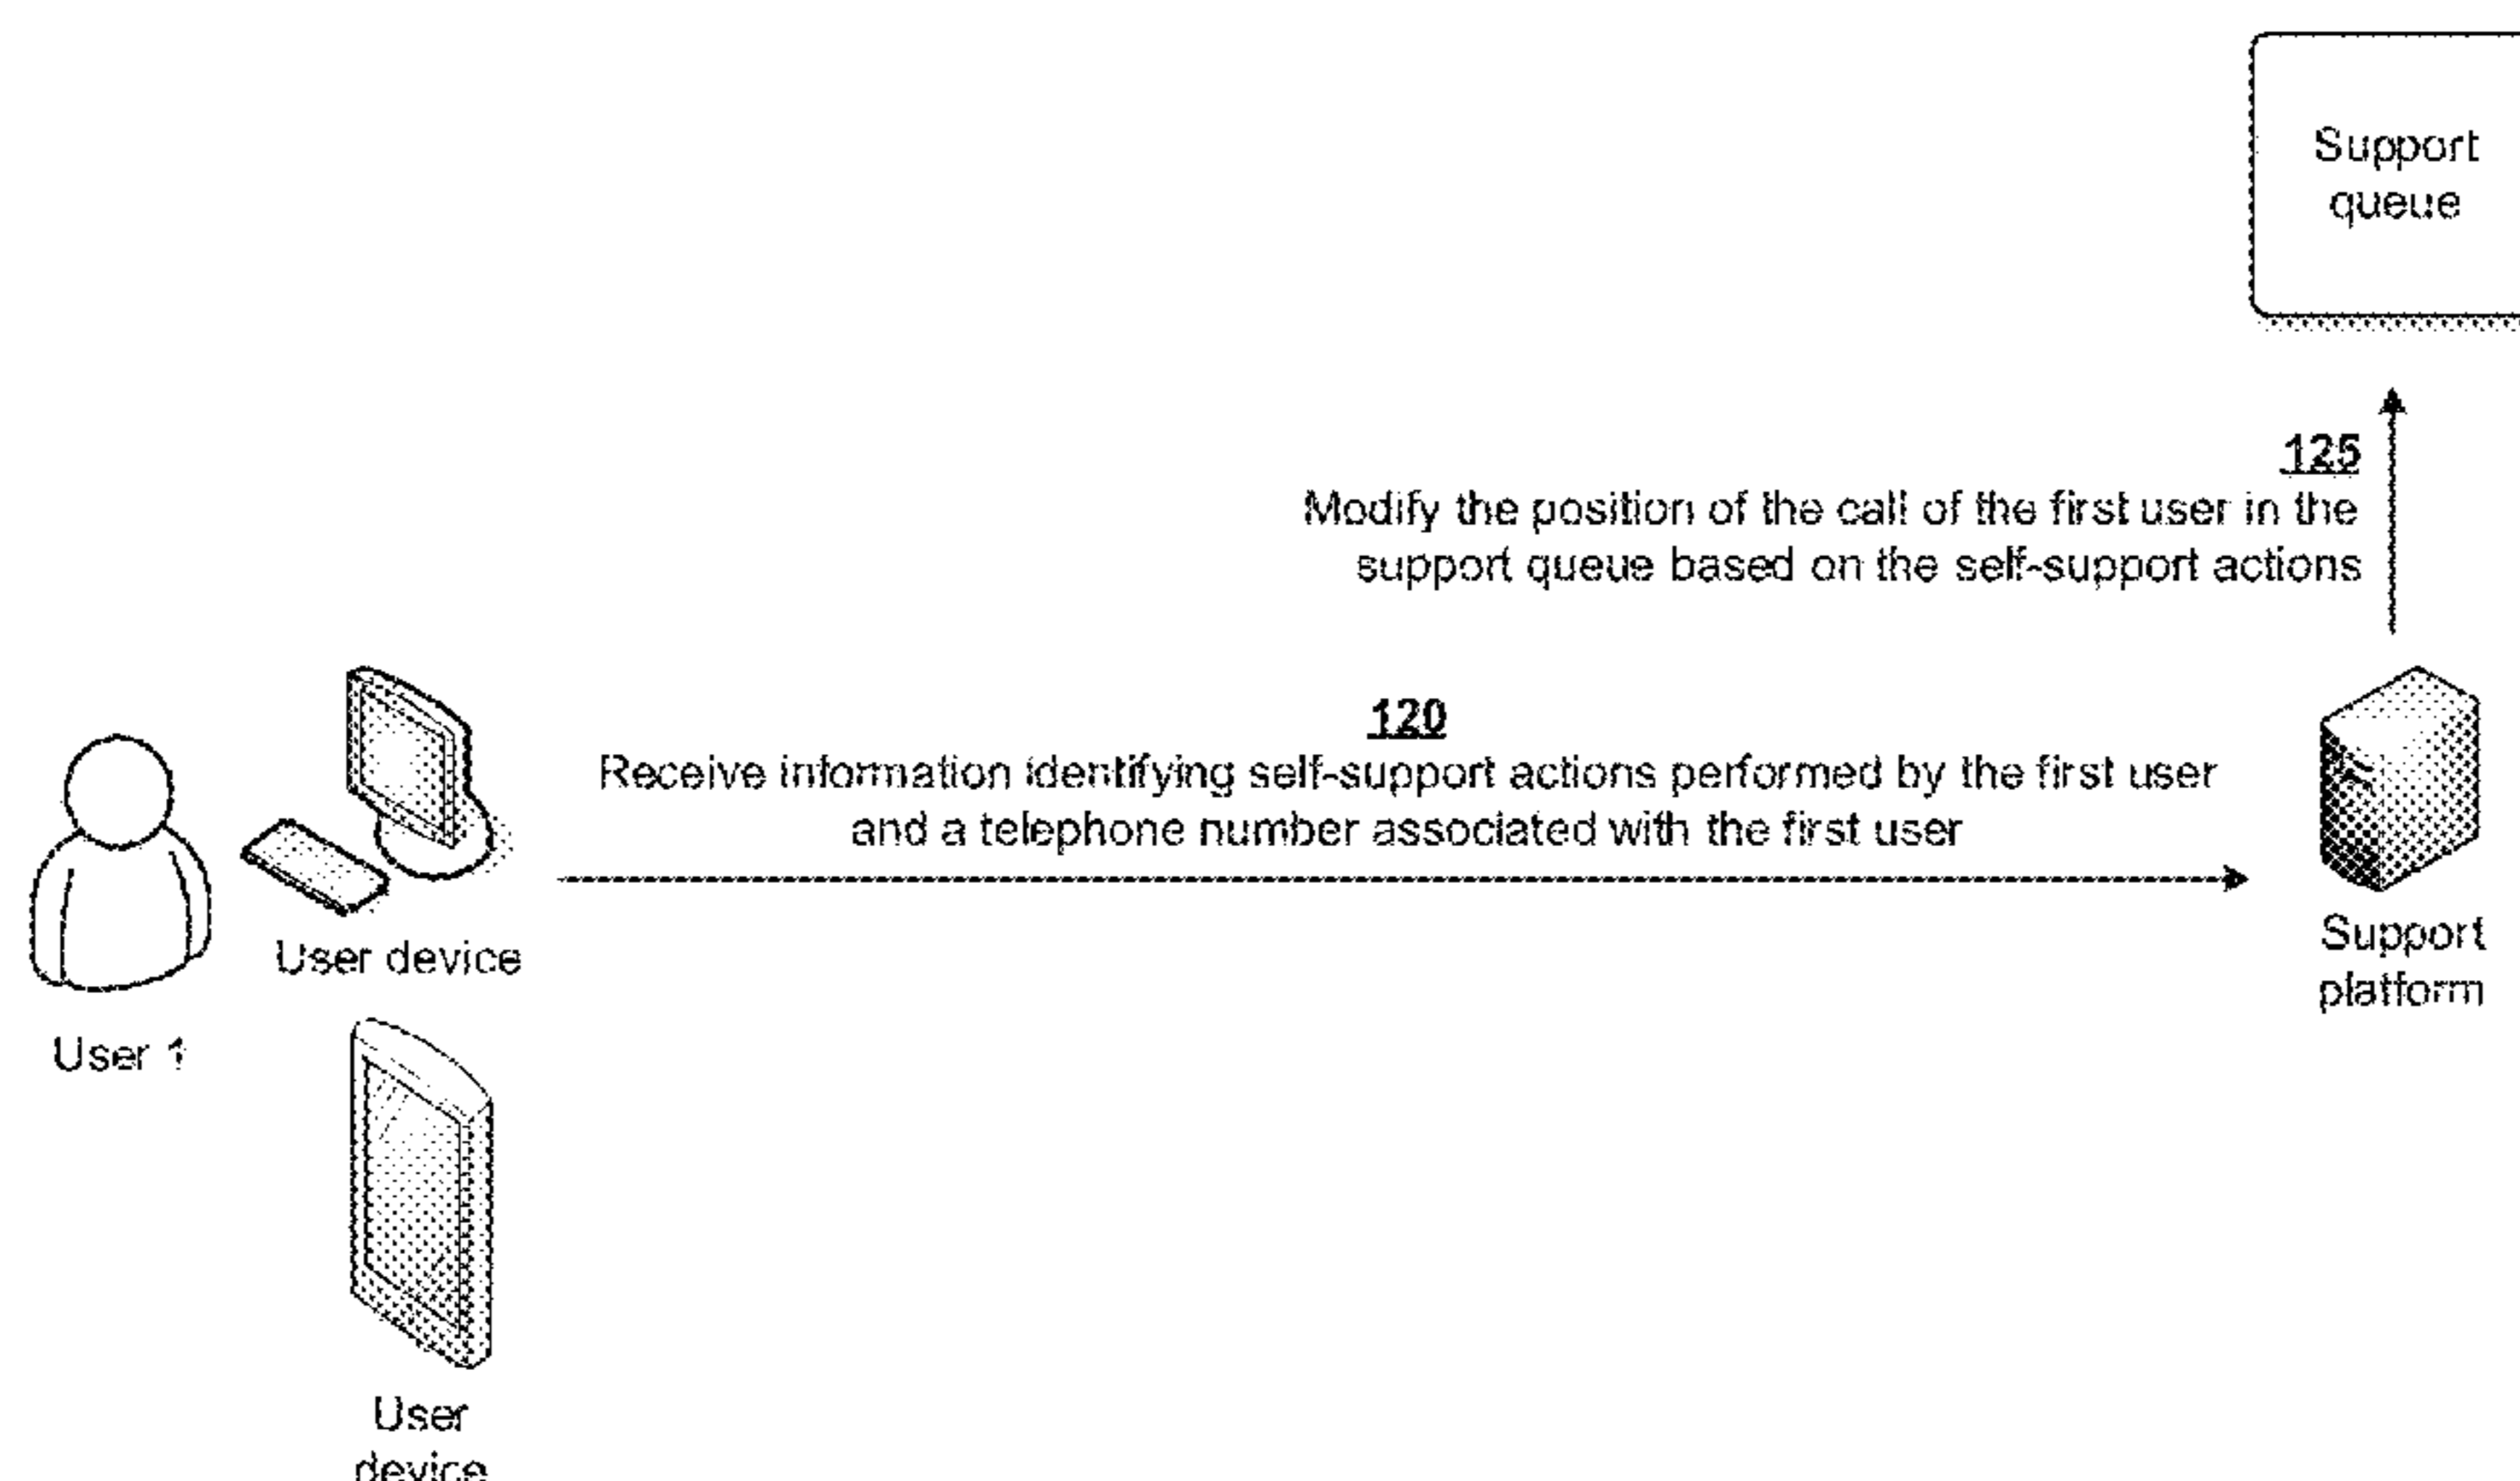 Support
queue
125
Modify the position of the call of the first user in the
support queue based on the self-support actions
120
Receive information identifying self-support actions performed by the first user
and a telephone number associated with the first user
User device
User 1
Support
platform
User
device